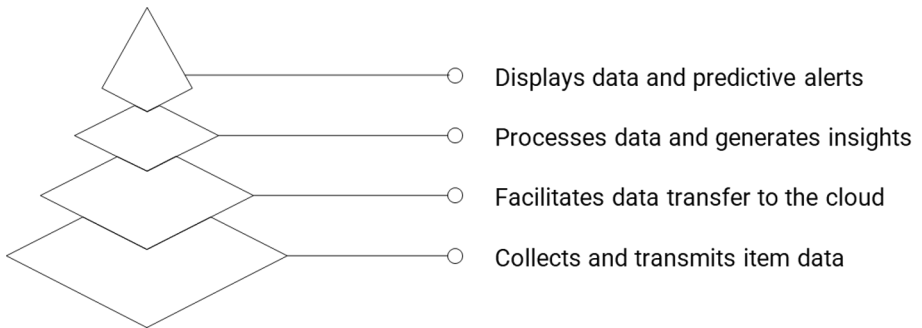 Displays data and predictive alerts
Processes data and generates insights
Facilitates data transfer to the cloud
Collects and transmits item data